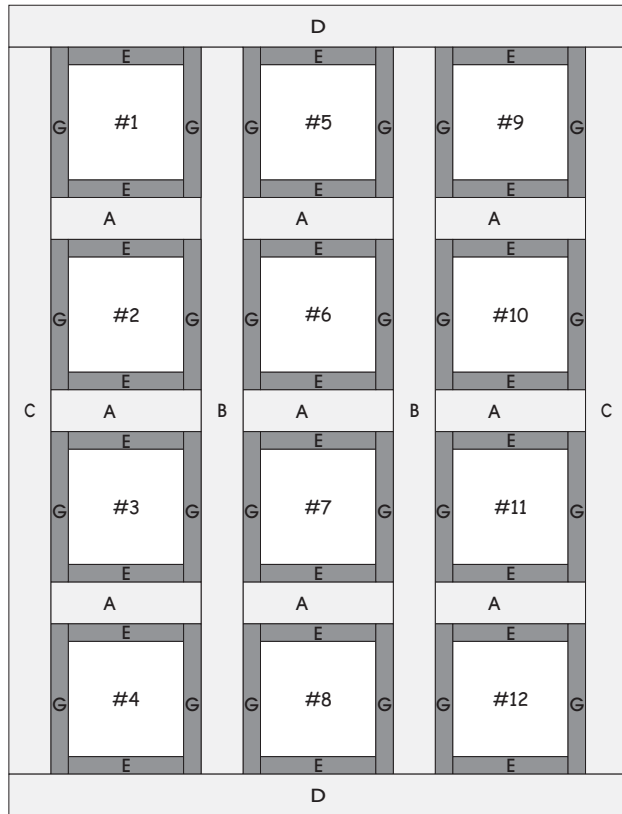 D
E E E
G #1 G G #5 G G #9 G
E E E
A A A
E E E
G #2 G G #6 G G #10 G
E E E
C A B A B A C
E E E
G #3 G G #7 G G #11 G
E E E
A A A
E E E
G #4 G G #8 G G #12 G
E E E
D